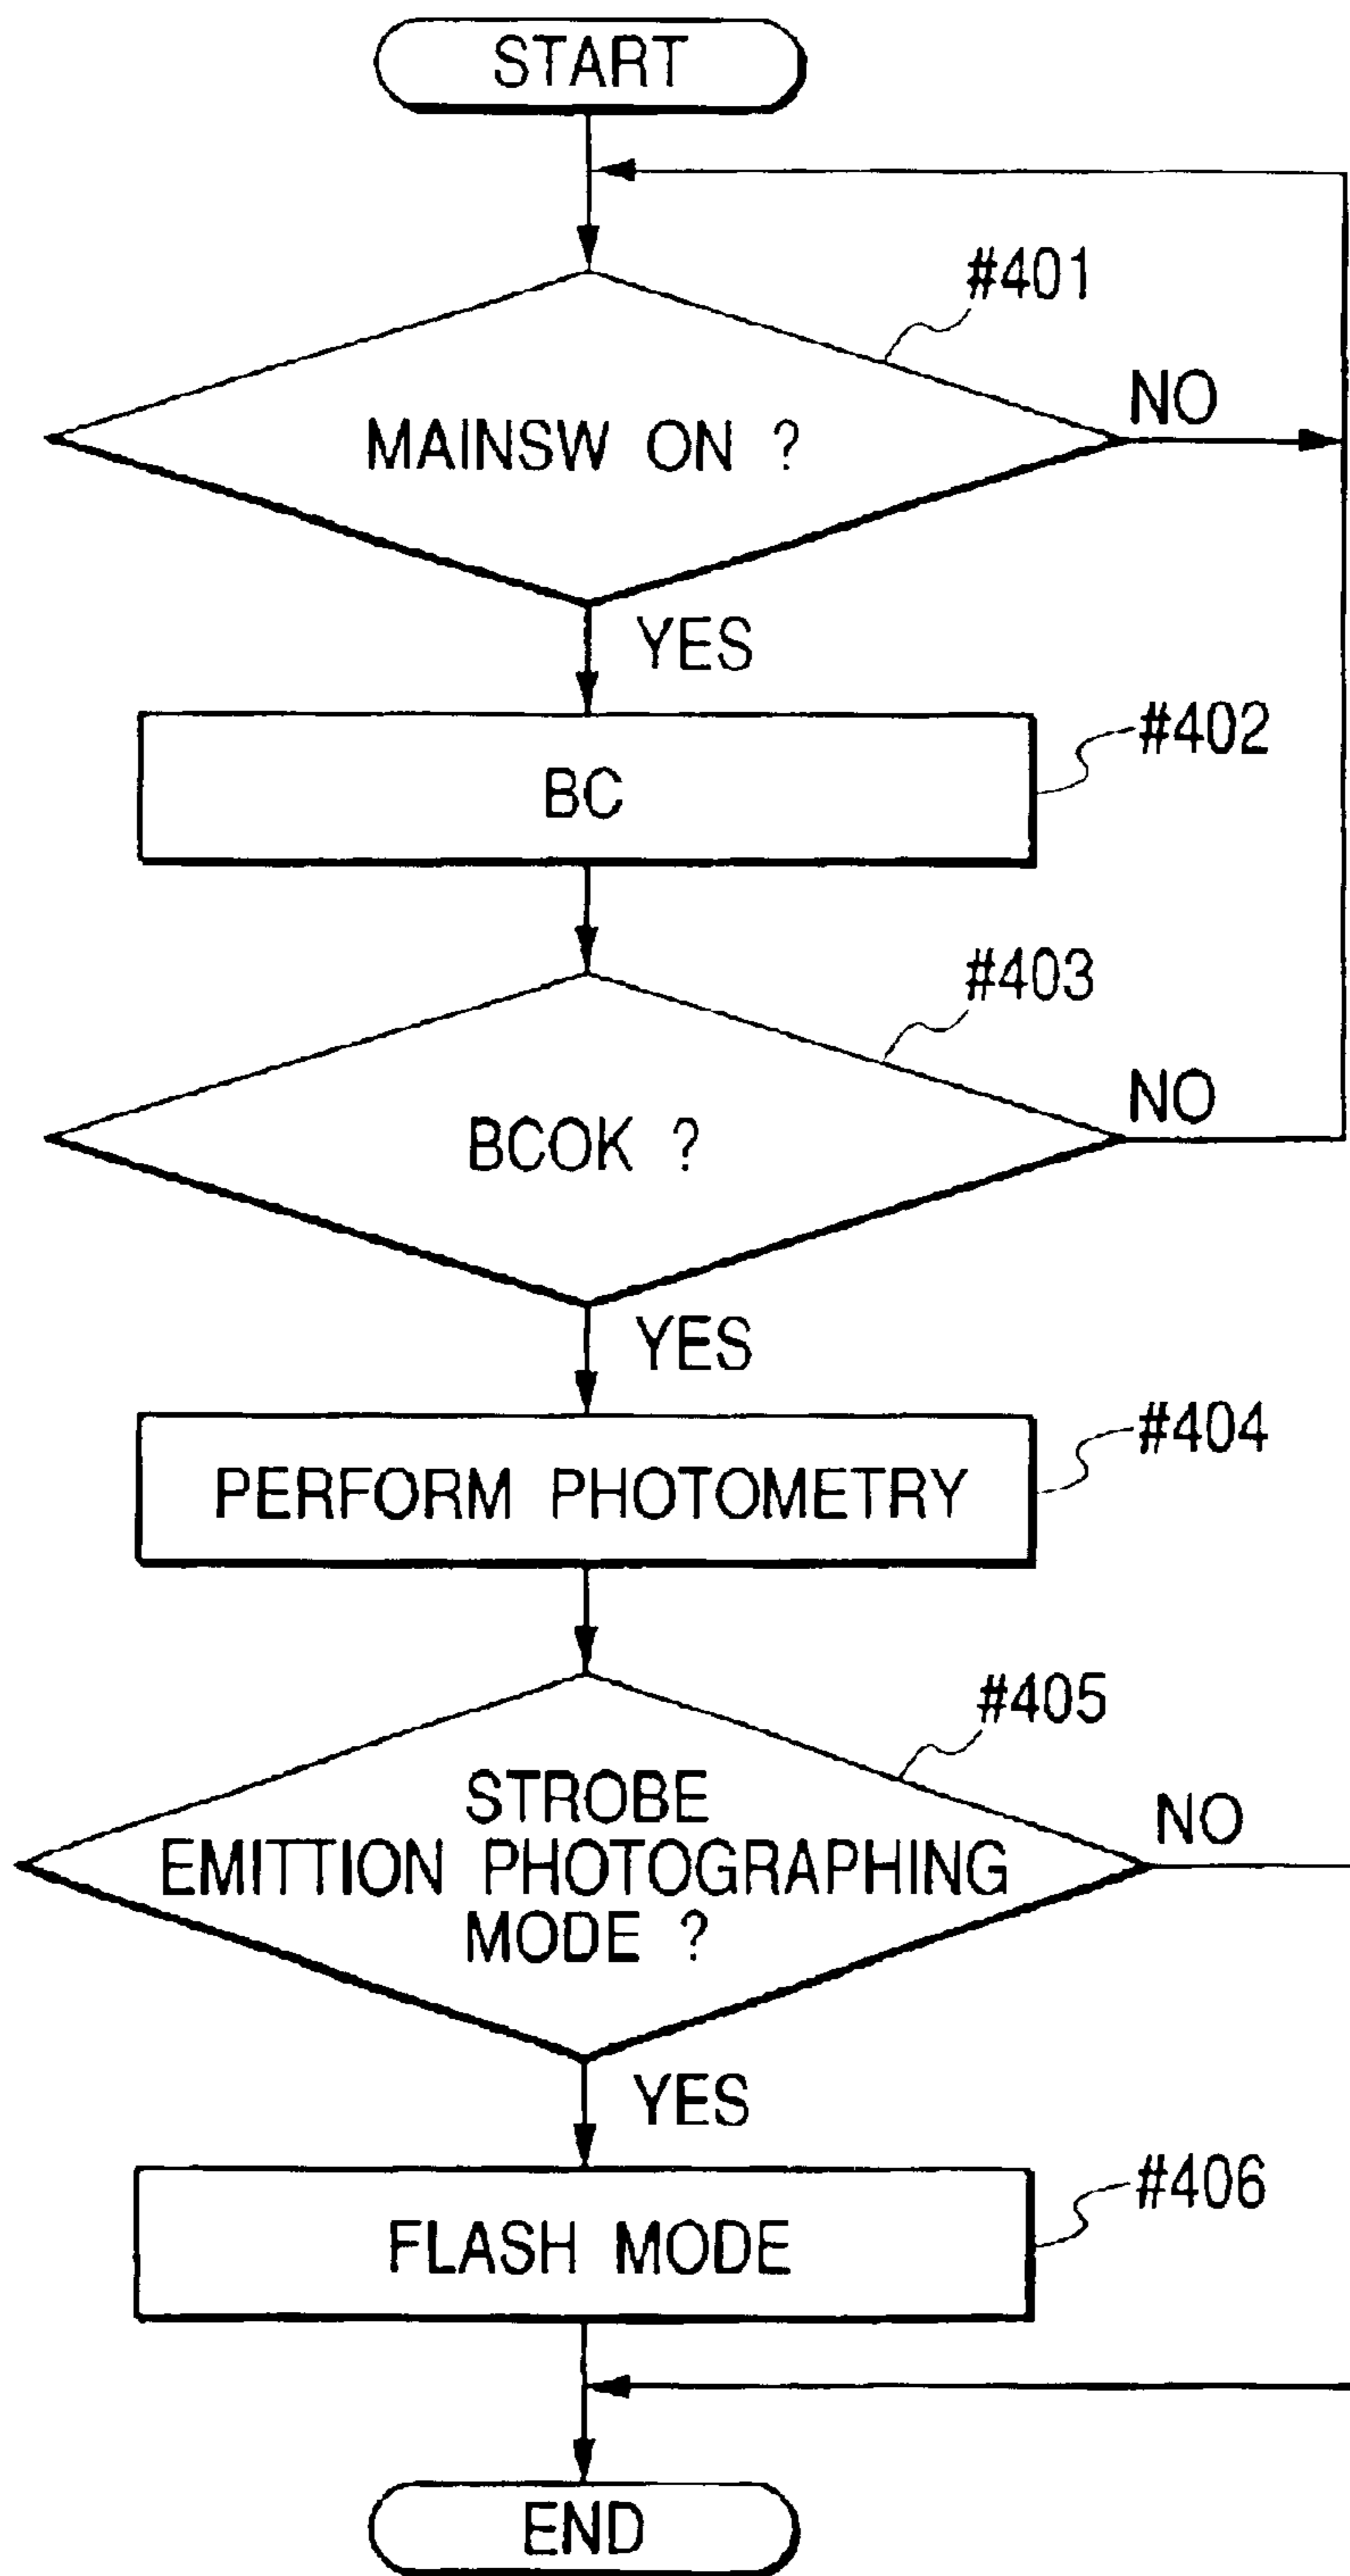 START
#401
MAINSW ON ?
NO
YES
#402
BC
#403
BCOK ?
NO
YES
#404
PERFORM PHOTOMETRY
#405
STROBE
EMITTION PHOTOGRAPHING
MODE ?
NO
YES
#406
FLASH MODE
END